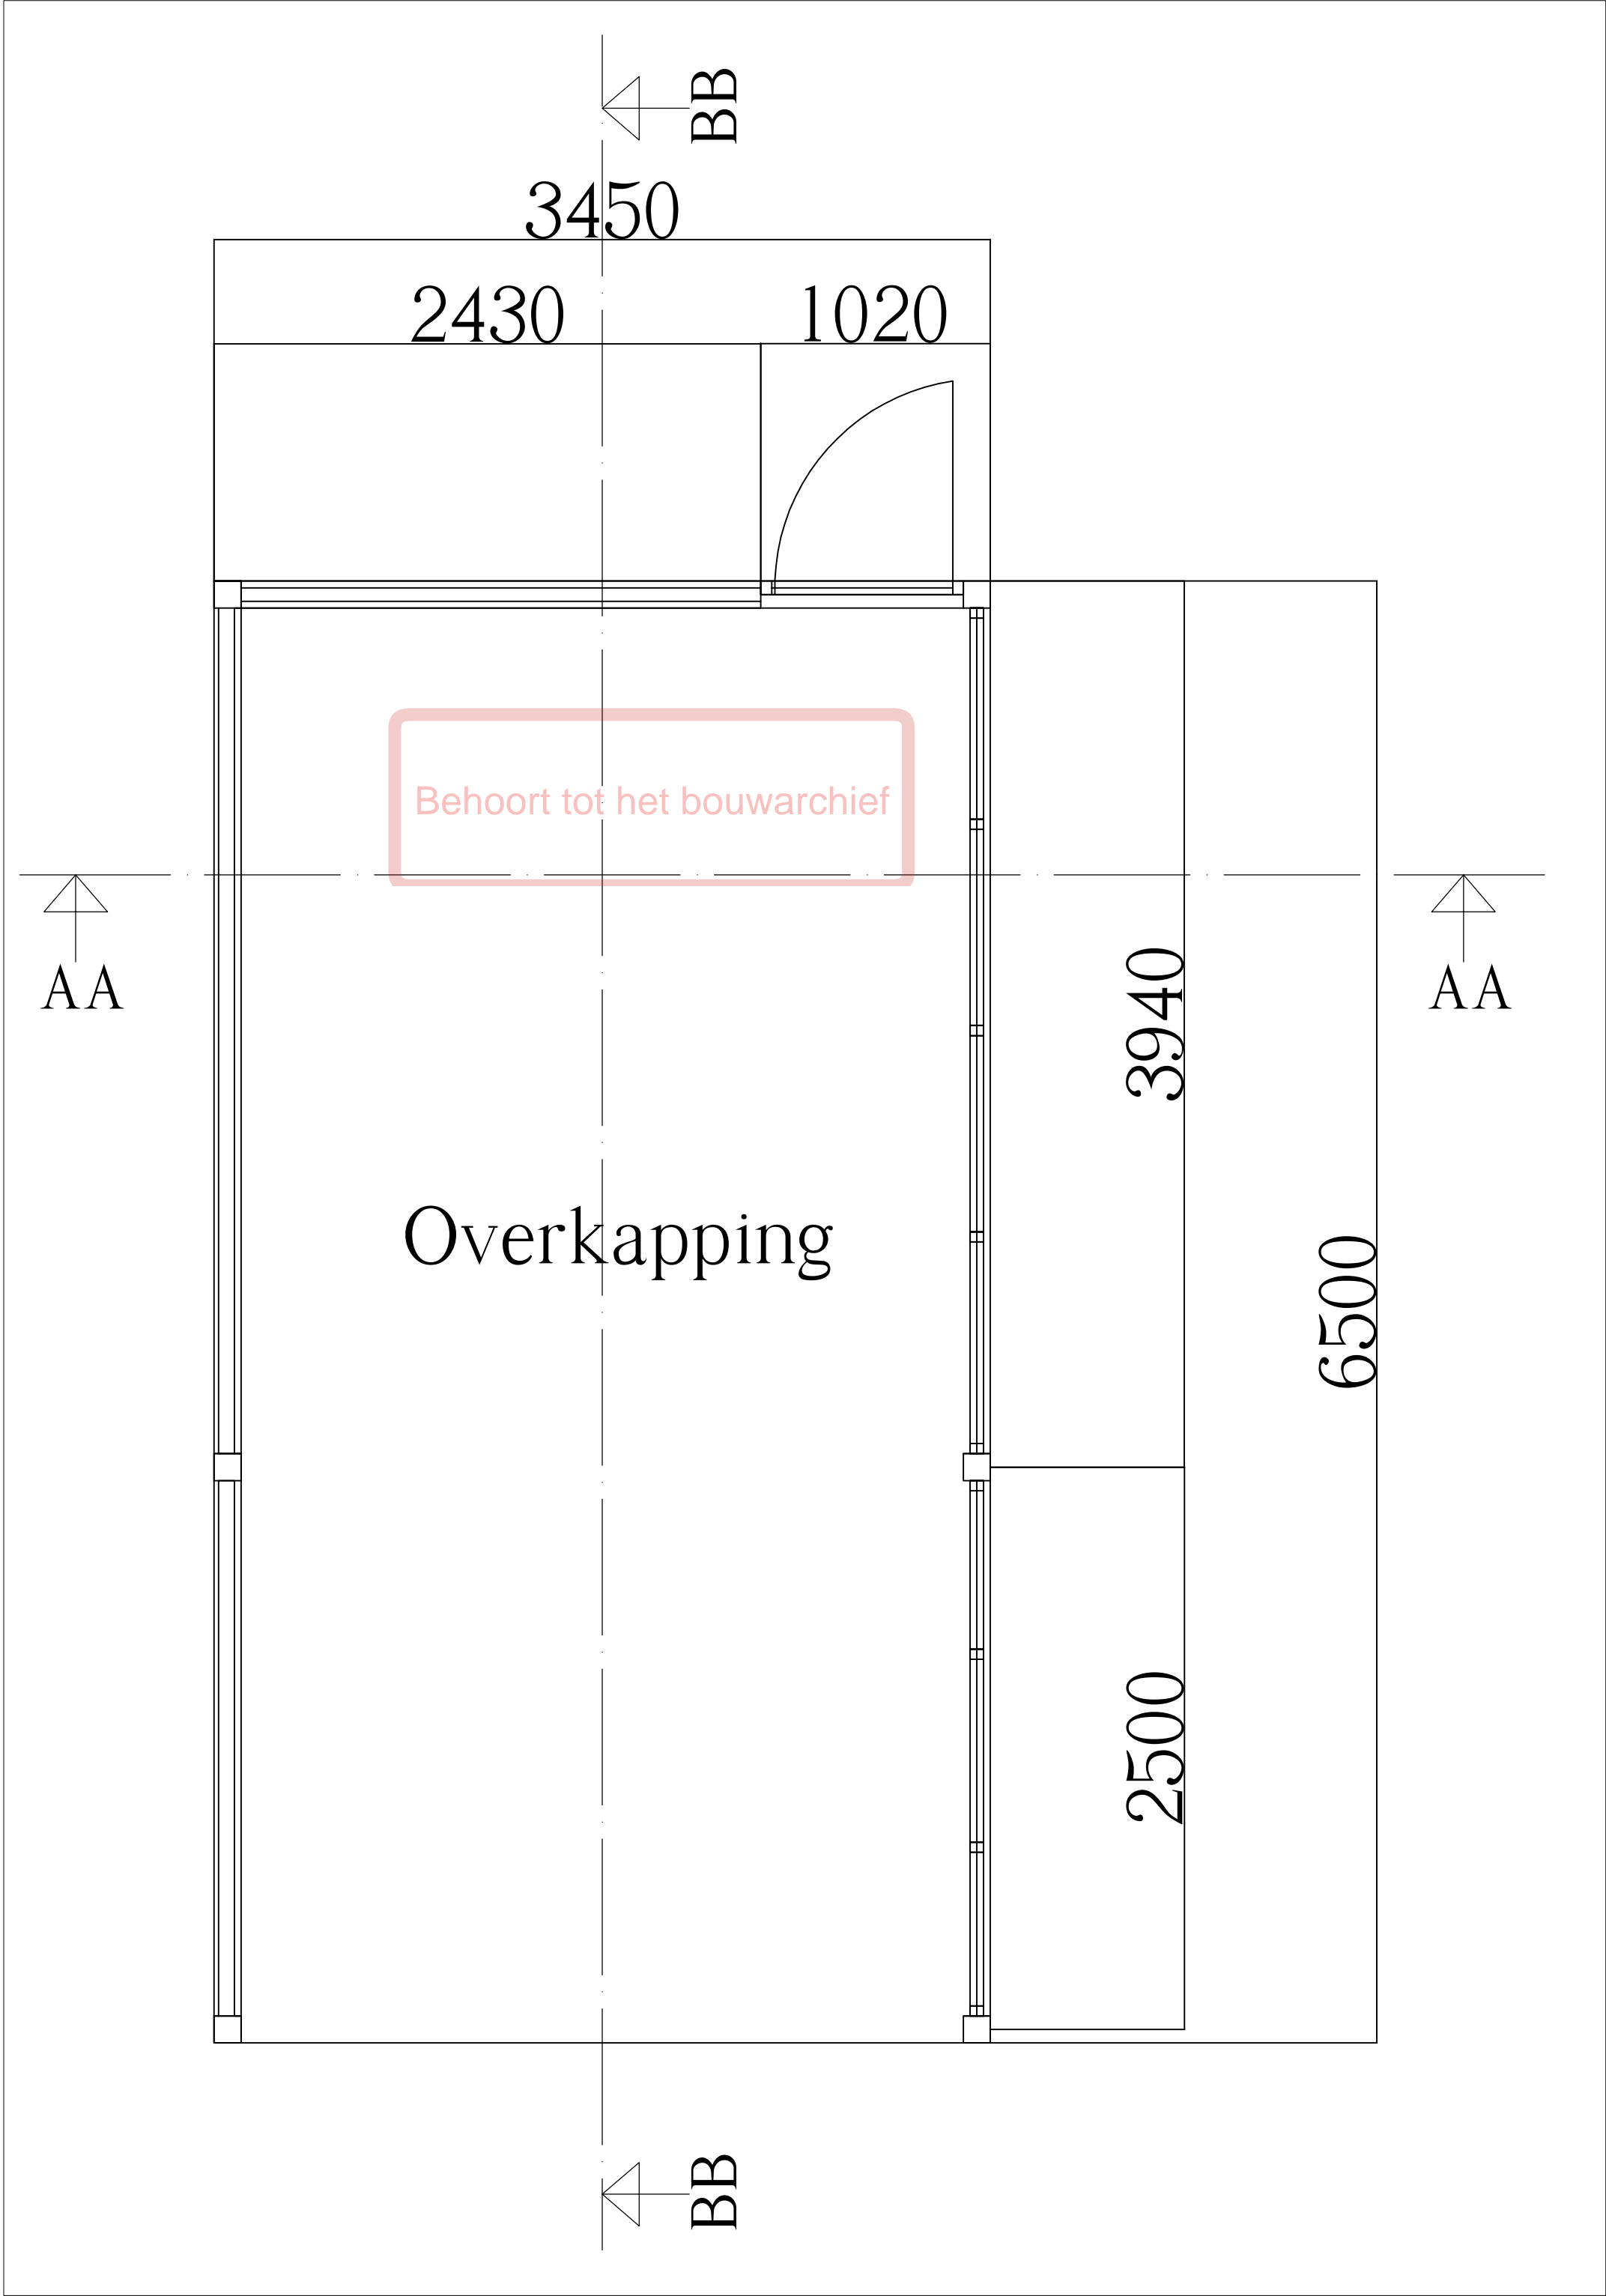 BB
3450
2430 1020
Behoort tot het bouwarchief
AA AA
3940
Overkapping
6500
2500
BB